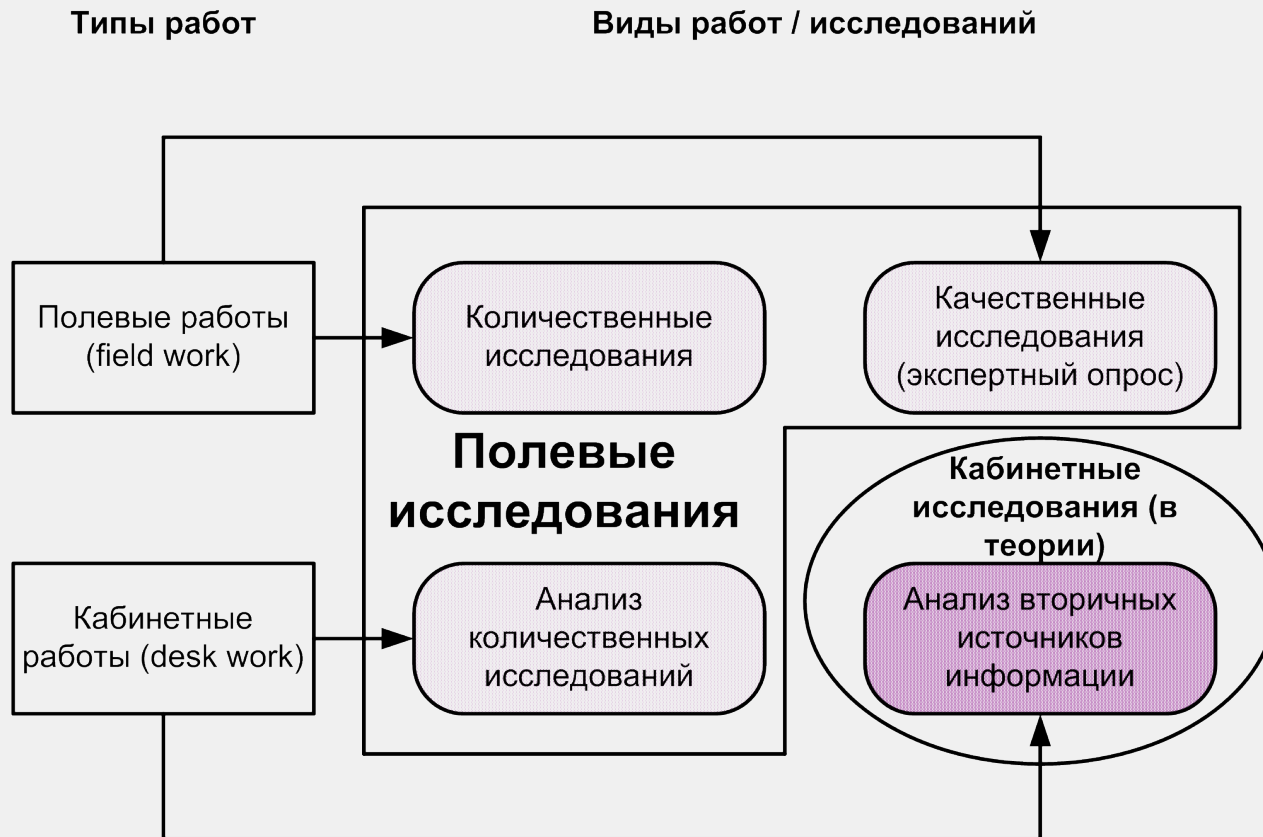 Типы работ
Виды работ / исследований
Полевые работы
(field work)
Количественные
исследования
Качественные
исследования
(экспертный опрос)
Полевые
исследования
Кабинетные
исследования (в
теории)
Кабинетные
работы (desk work)
Анализ
количественных
исследований
Анализ вторичных
источников
информации